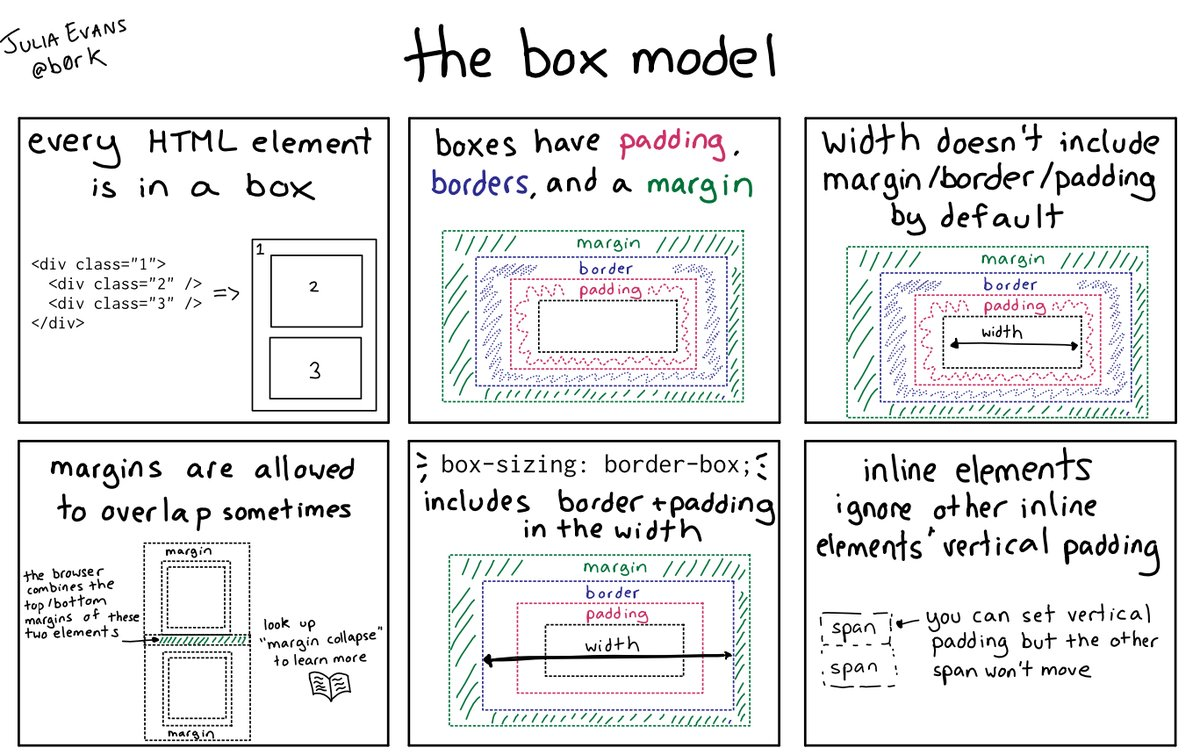 JULIA EVANS
@b0rk
the box model
every HTML element
is in a box
<div class="1">
<div class="2" />
<div class="3" />
</div>
=>
1
2
3
boxes have padding,
borders, and a margin
margin
border
padding
width doesn't include
margin/border/padding
by default
margin
border
padding
width
margins are allowed
to overlap sometimes
margin
the browser
combines the
top/bottom
margins of these
two elements
look up
"margin collapse"
to learn more
margin
box-sizing: border-box;
includes border+padding
in the width
margin
border
padding
width
inline elements
ignore other inline
elements' vertical padding
span
span
you can set vertical
padding but the other
span won't move